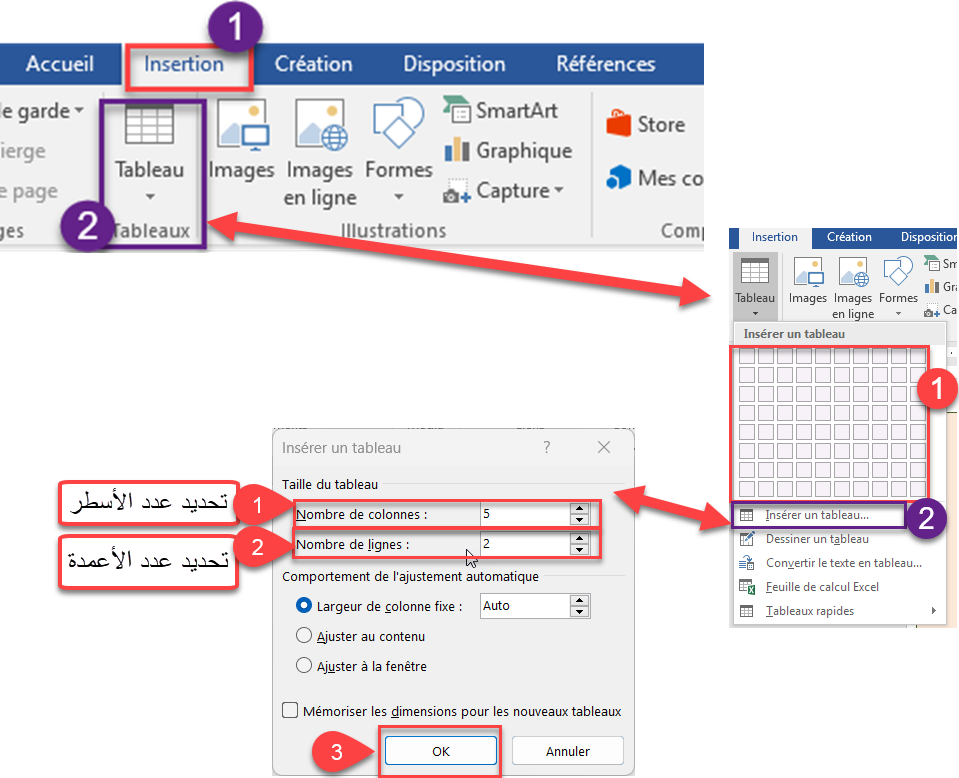 1
Accueil Insertion Création Disposition Références
le garde
SmartArt
Store
ierge
Graphique
Tableau Images Images Formes
Mes co
e page
en ligne
Capture
2
ges Tableaux Illustrations Comp
Insertion Création Disposition
Sm
Gra
Tableau Images Images Formes
en ligne
Ca
Insérer un tableau
1
Insérer un tableau...
2
Dessiner un tableau
Convertir le texte en tableau...
Feuille de calcul Excel
Tableaux rapides
Insérer un tableau ?
Taille du tableau
تحديد عدد الأسطر
1
Nombre de colonnes : 5
تحديد عدد الأعمدة
2
Nombre de lignes : 2
Comportement de l'ajustement automatique
Largeur de colonne fixe : Auto
Ajuster au contenu
Ajuster à la fenêtre
Mémoriser les dimensions pour les nouveaux tableaux
3
OK Annuler